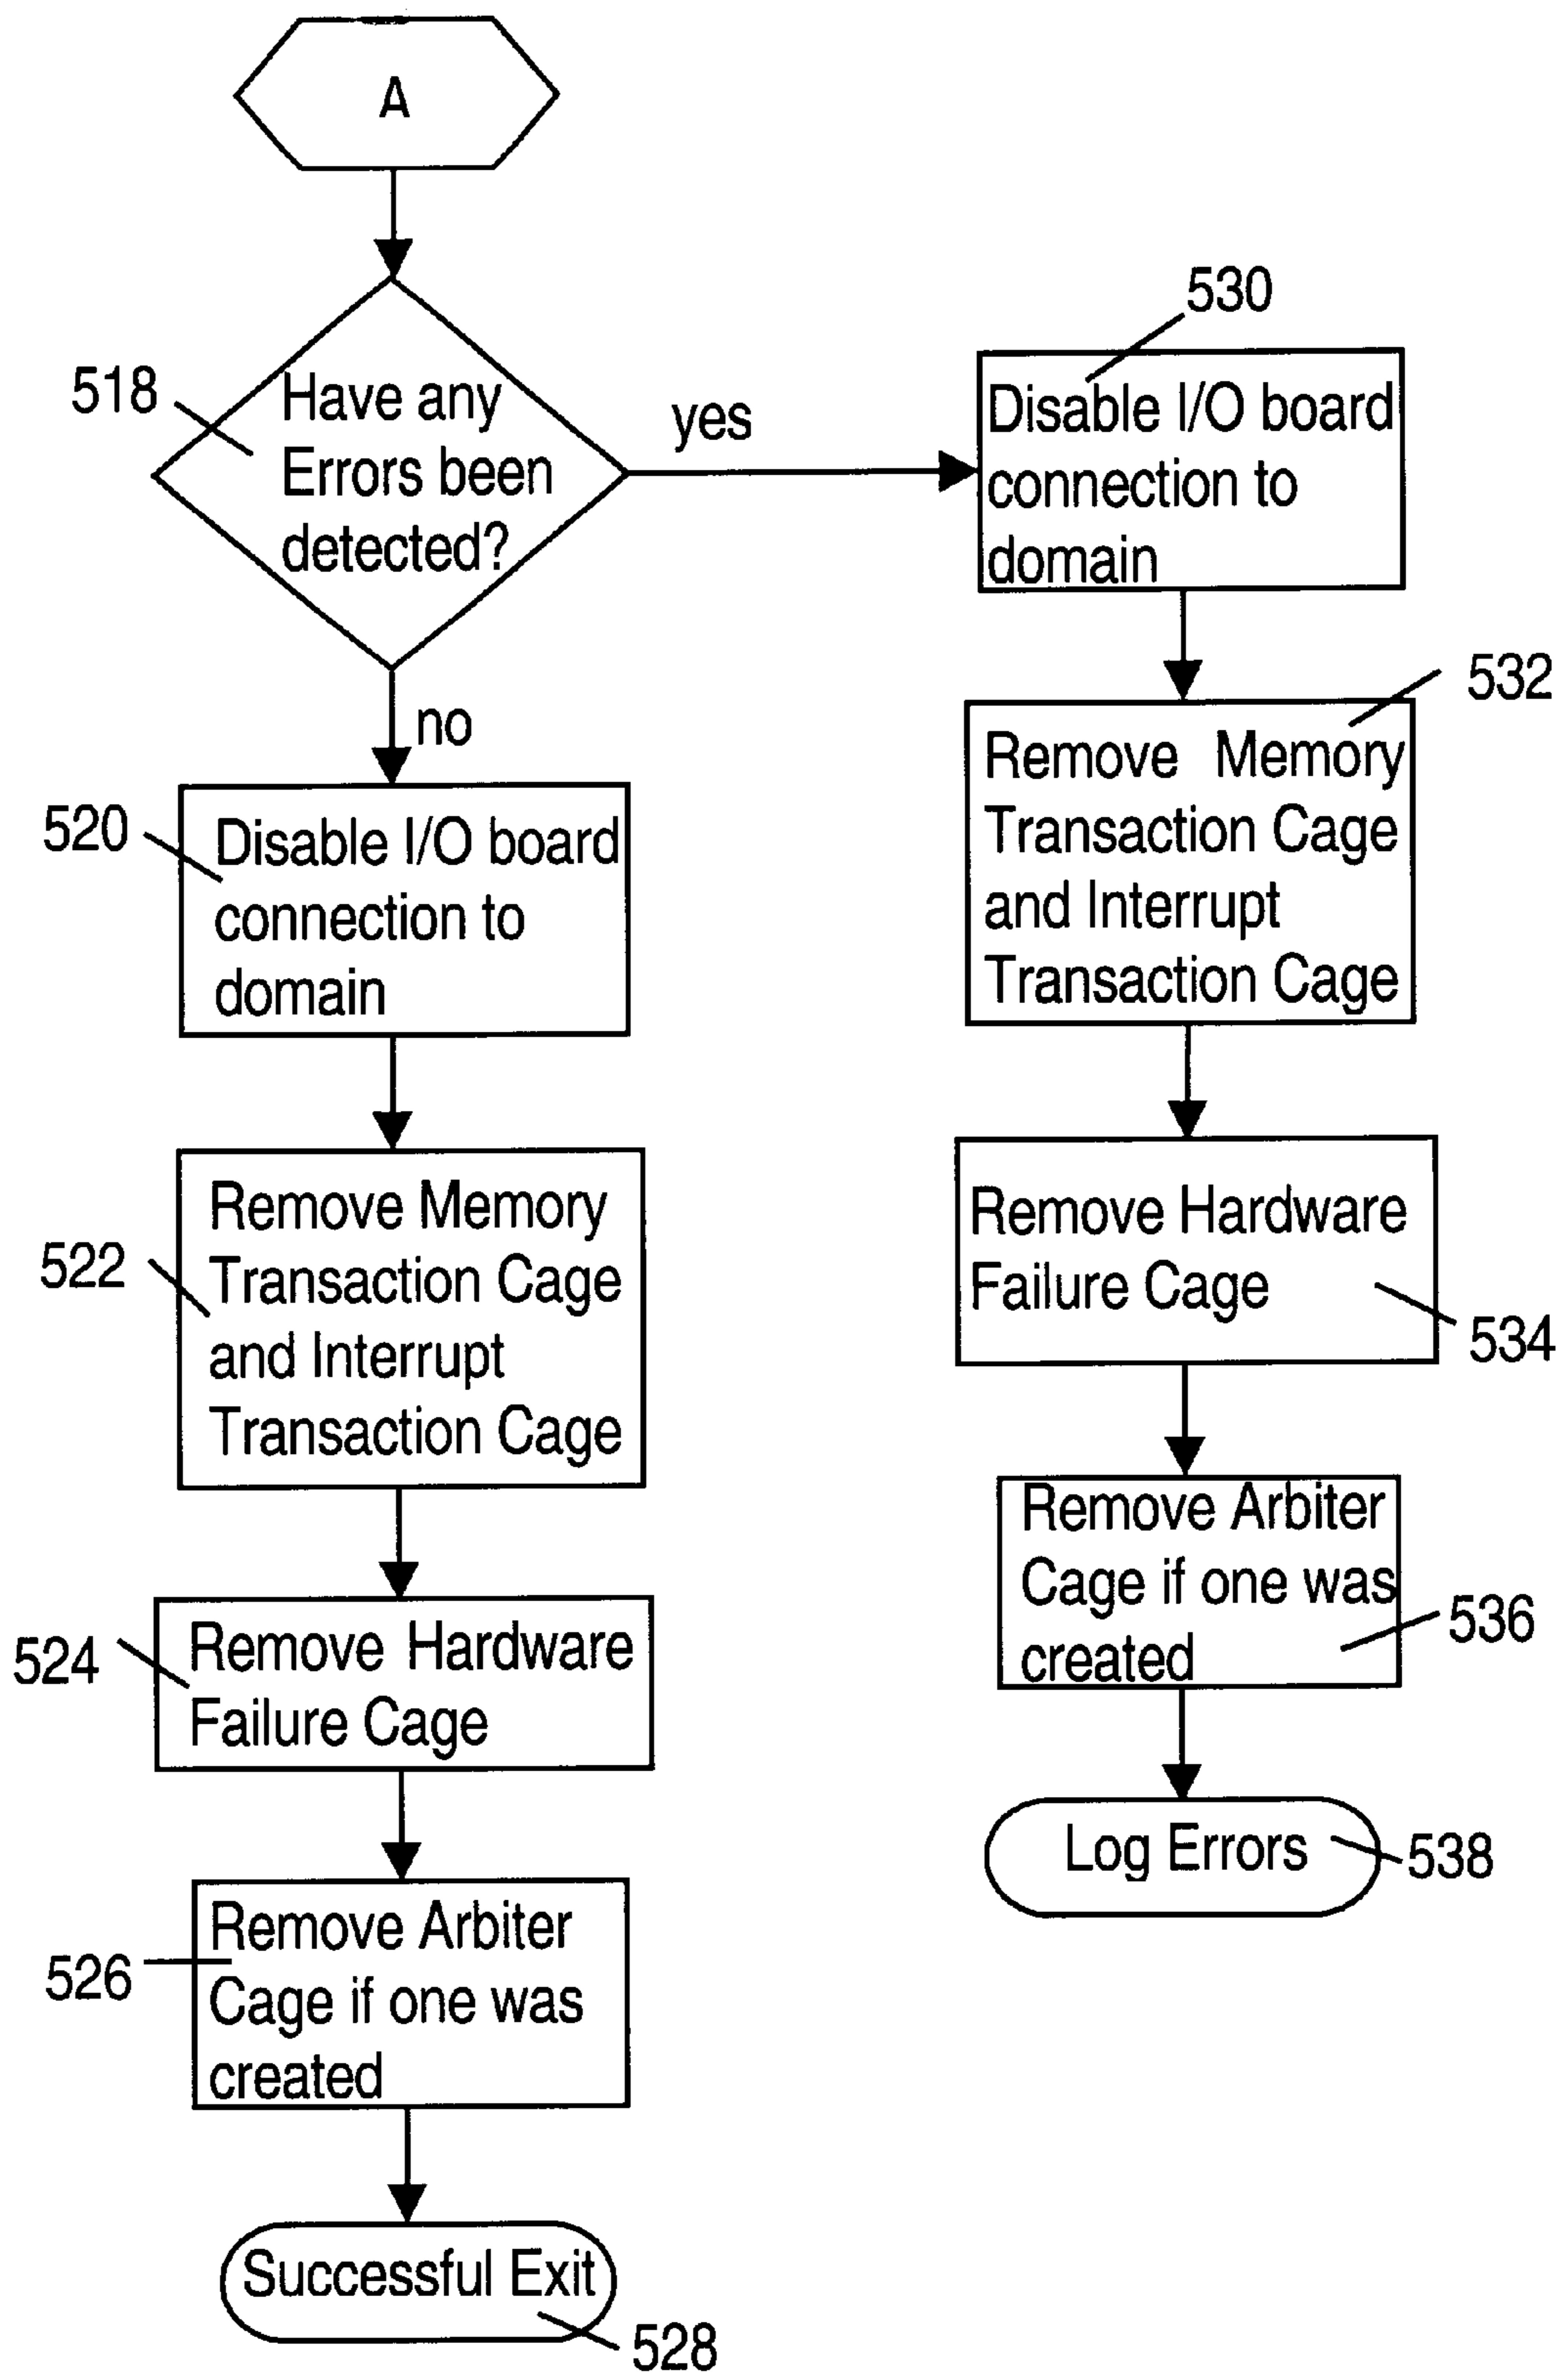 A
518
Have any
Errors been
detected?
yes
no
520
Disable I/O board
connection to
domain
522
Remove Memory
Transaction Cage
and Interrupt
Transaction Cage
524
Remove Hardware
Failure Cage
526
Remove Arbiter
Cage if one was
created
Successful Exit
528
530
Disable I/O board
connection to
domain
532
Remove Memory
Transaction Cage
and Interrupt
Transaction Cage
Remove Hardware
Failure Cage
534
Remove Arbiter
Cage if one was
created
536
Log Errors
538